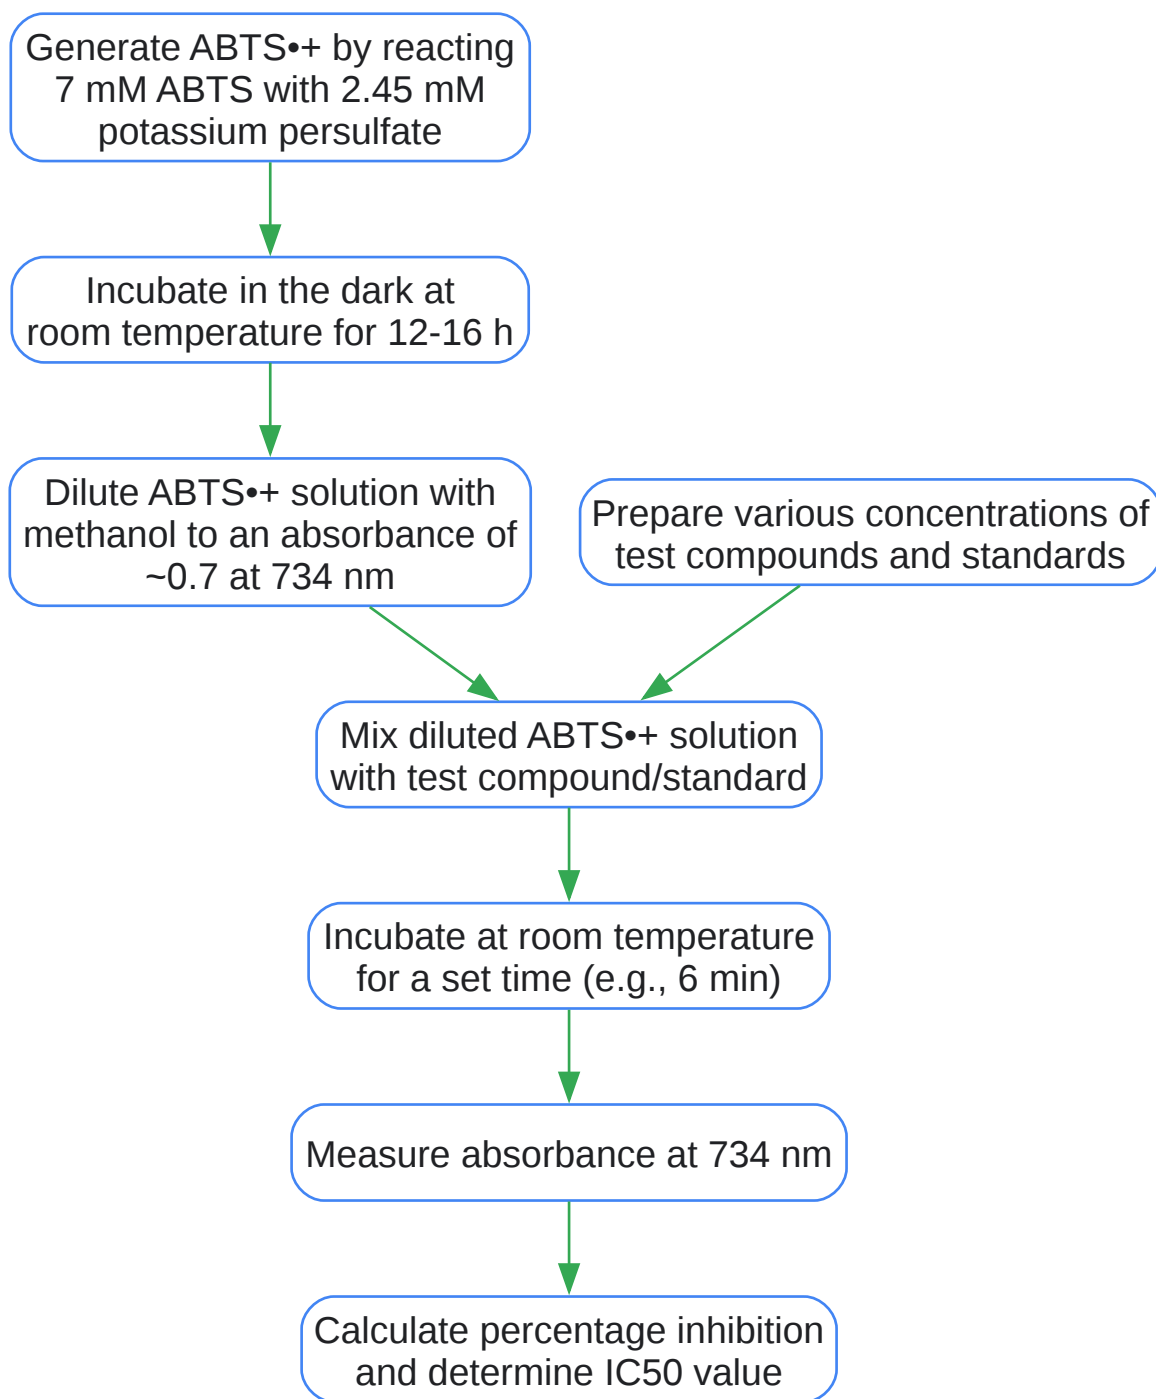 Generate ABTS•+ by reacting
7 mM ABTS with 2.45 mM
potassium persulfate
Incubate in the dark at
room temperature for 12-16 h
Dilute ABTS•+ solution with
methanol to an absorbance of
~0.7 at 734 nm
Prepare various concentrations of
test compounds and standards
Mix diluted ABTS•+ solution
with test compound/standard
Incubate at room temperature
for a set time (e.g., 6 min)
Measure absorbance at 734 nm
Calculate percentage inhibition
and determine IC50 value